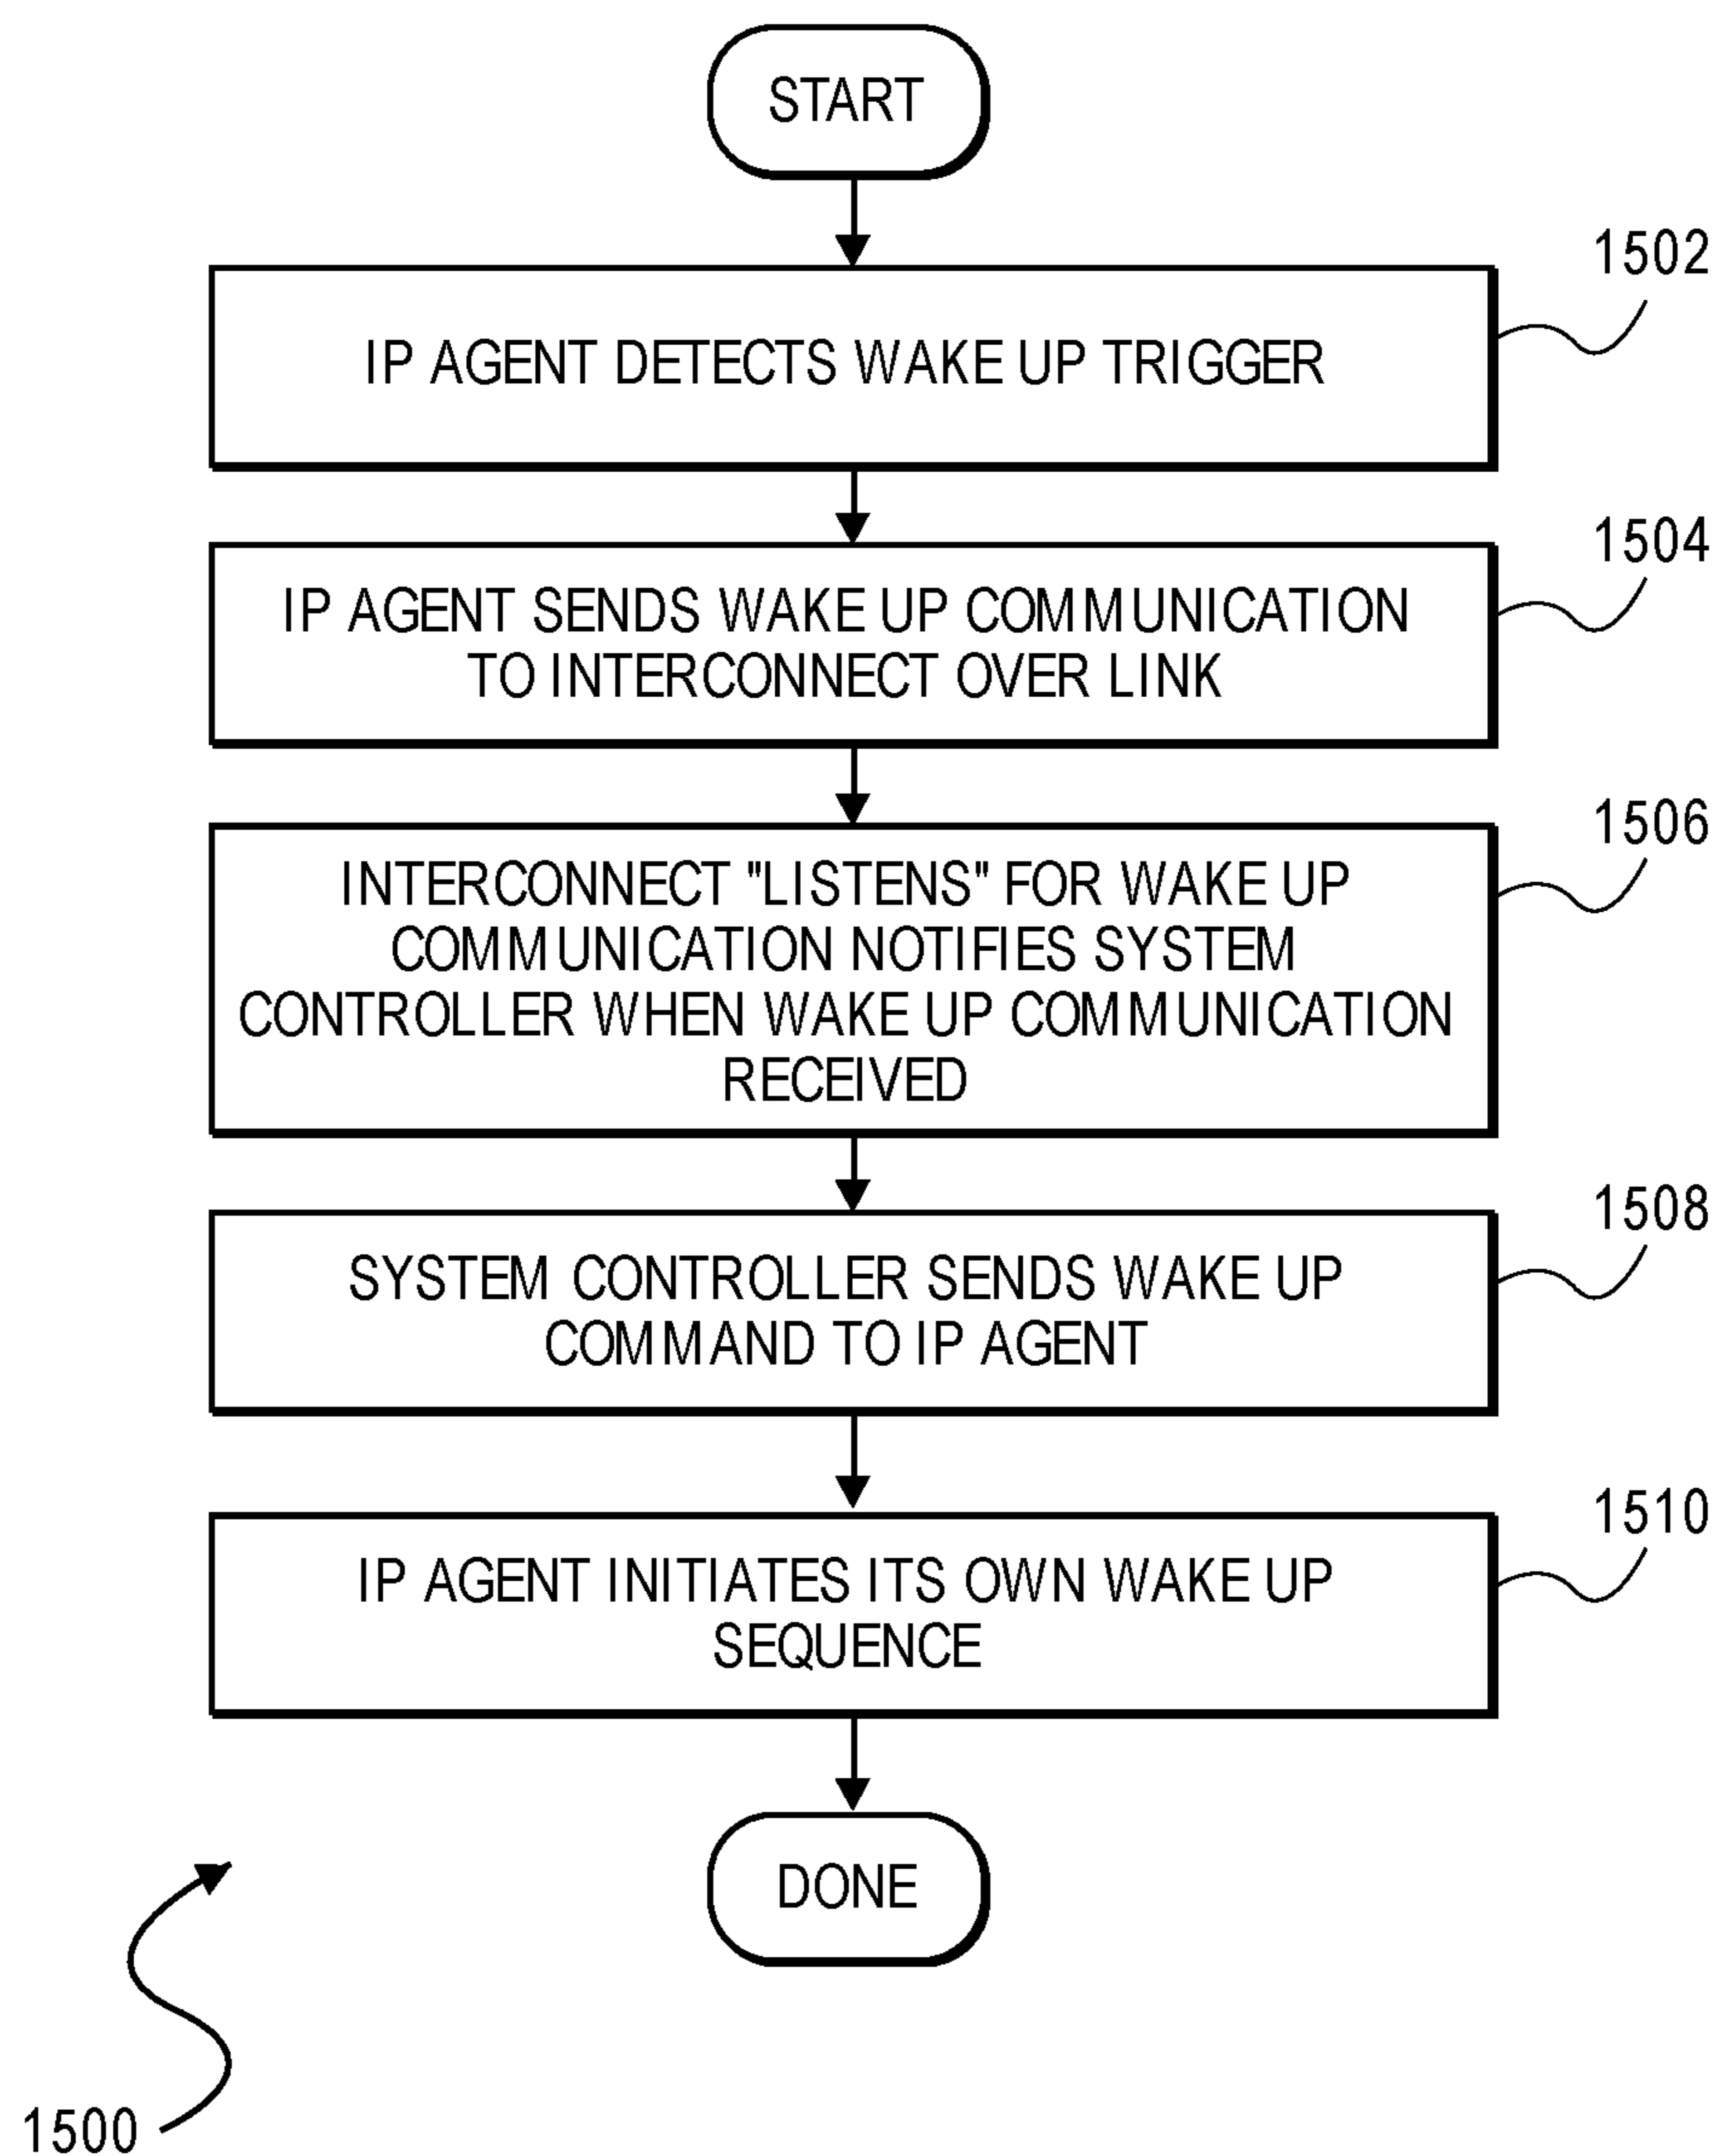 START
1502
IP AGENT DETECTS WAKE UP TRIGGER
1504
IP AGENT SENDS WAKE UP COMMUNICATION
TO INTERCONNECT OVER LINK
1506
INTERCONNECT "LISTENS" FOR WAKE UP
COMMUNICATION NOTIFIES SYSTEM
CONTROLLER WHEN WAKE UP COMMUNICATION
RECEIVED
1508
SYSTEM CONTROLLER SENDS WAKE UP
COMMAND TO IP AGENT
1510
IP AGENT INITIATES ITS OWN WAKE UP
SEQUENCE
DONE
1500